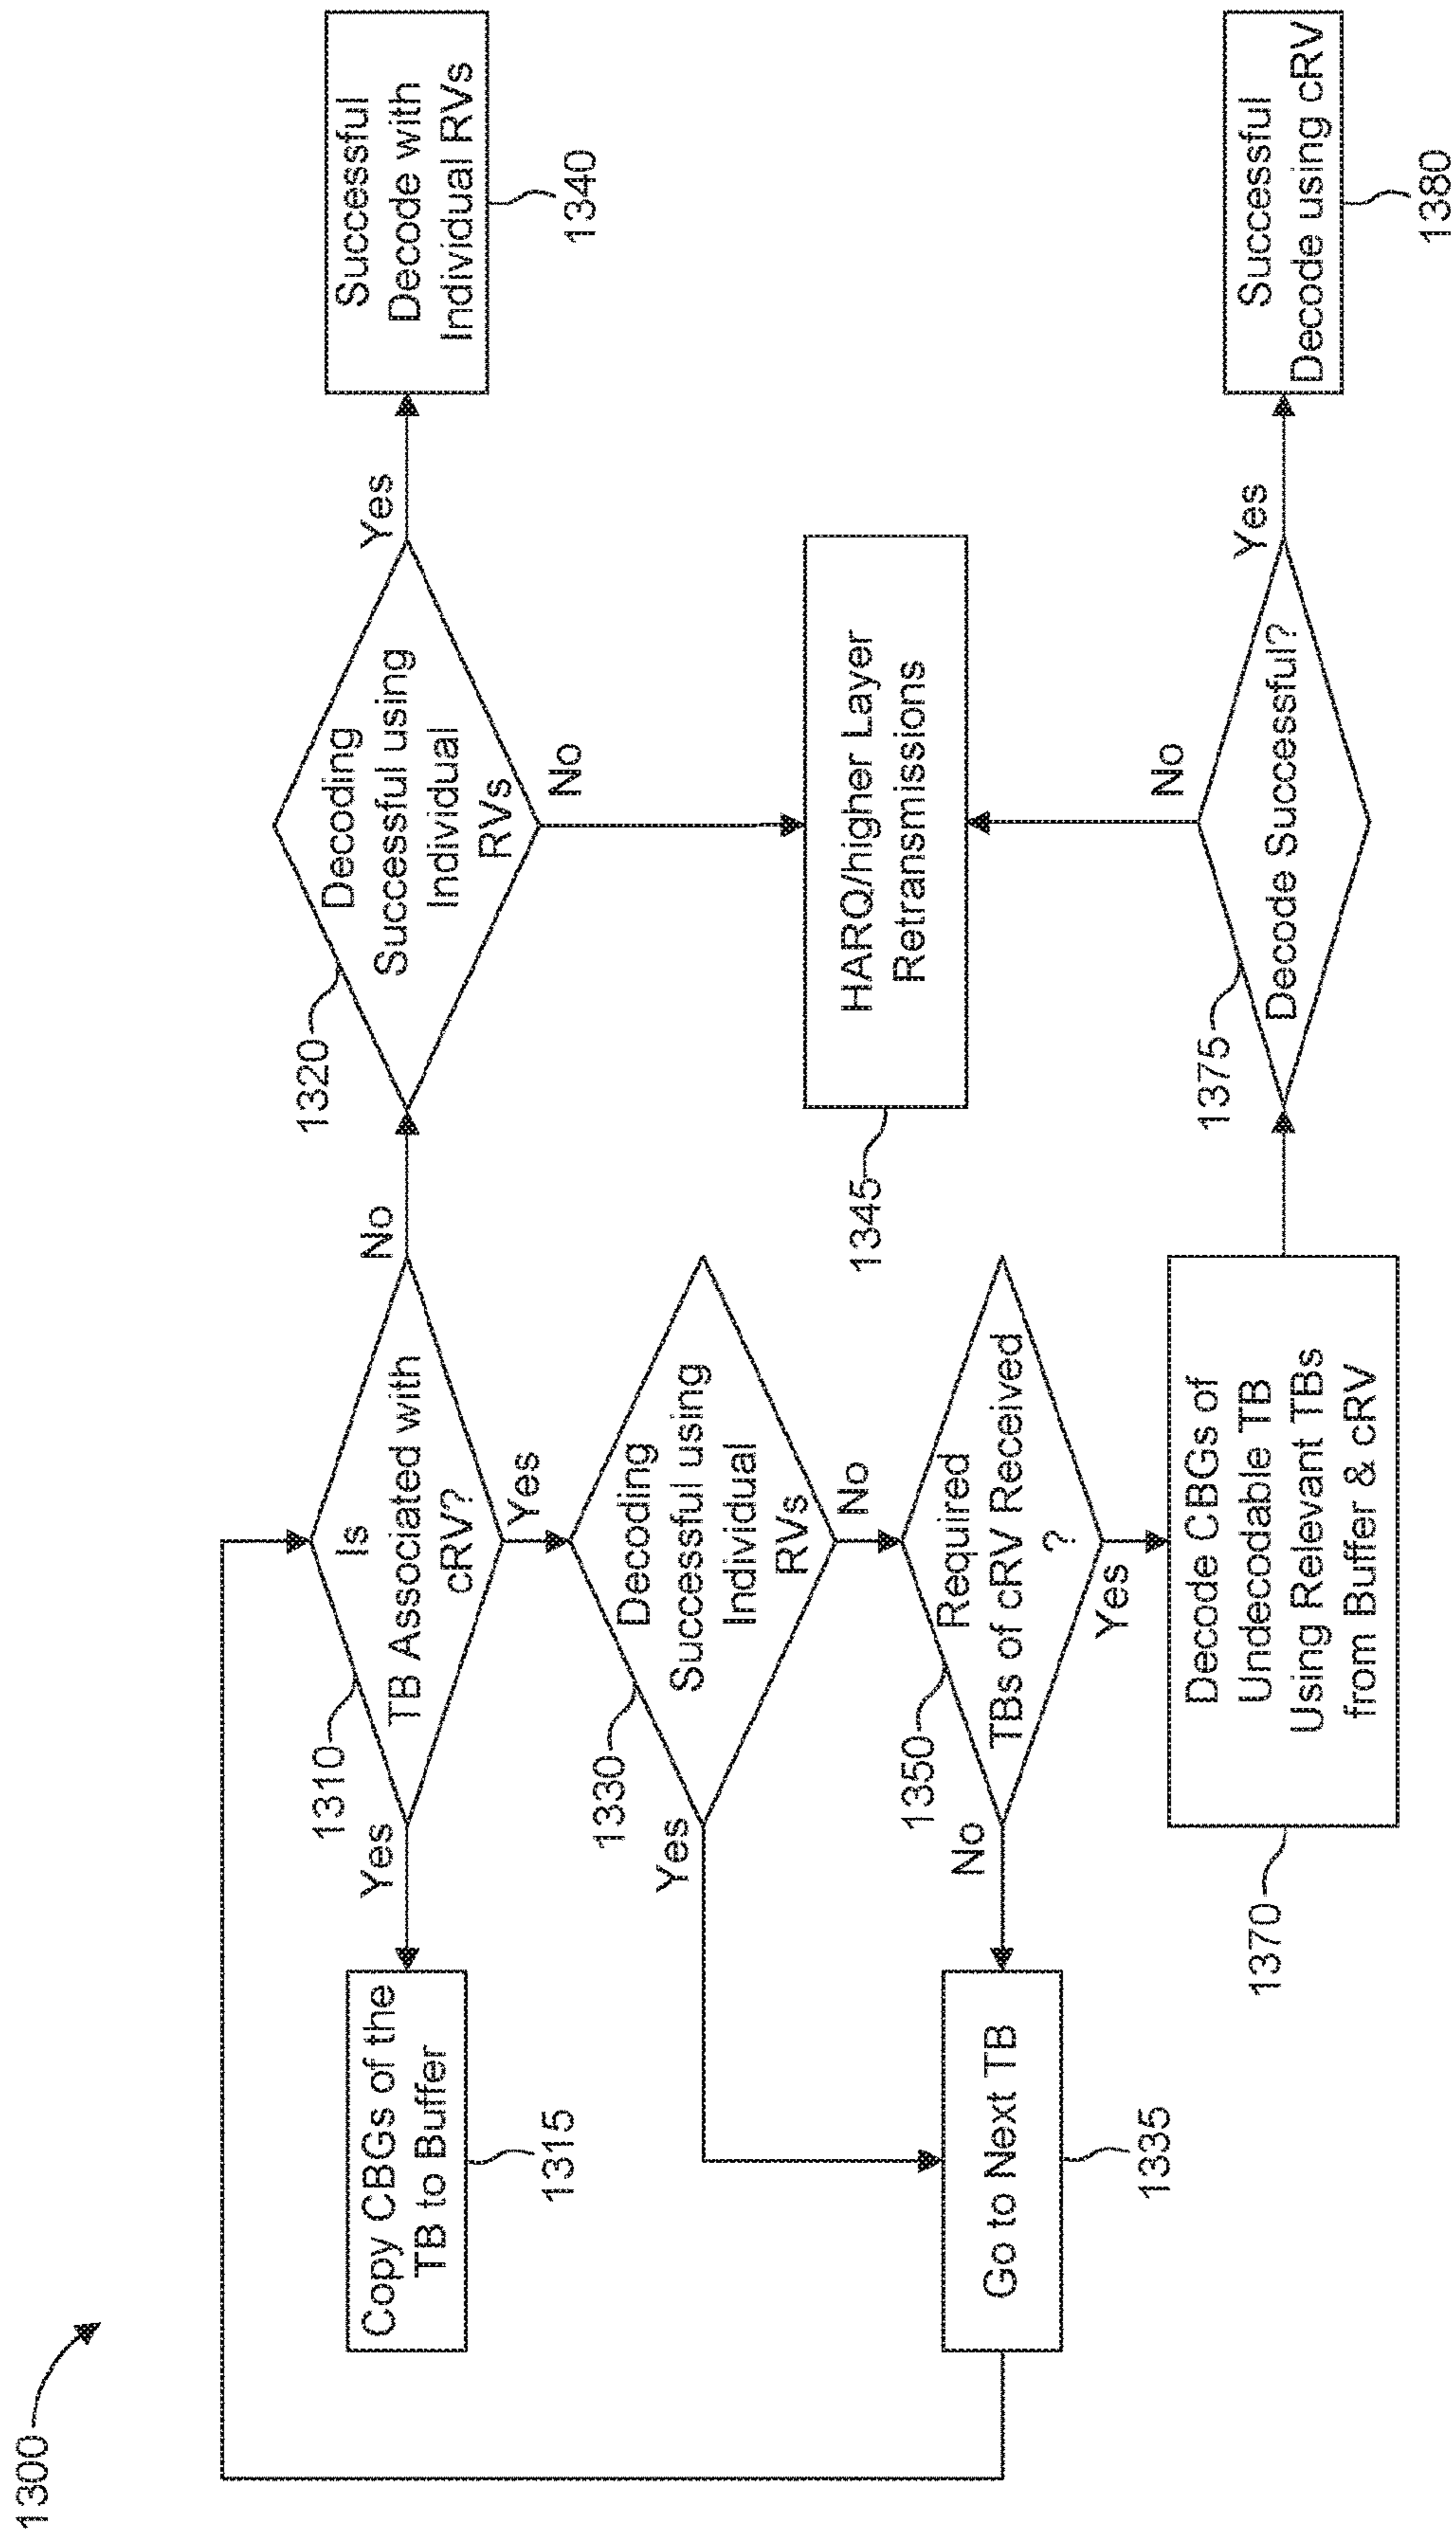 1300
Is
TB Associated with
cRV?
1310
Yes
No
Yes
Copy CBGs of the
TB to Buffer
1315
Decoding
Successful using
Individual
RVs
1320
Yes
No
Successful
Decode with
Individual RVs
1340
Decoding
Successful using
Individual
RVs
1330
Yes
No
HARQ/higher Layer
Retransmissions
1345
Required
TBs of cRV Received
?
1350
No
Yes
Go to Next TB
1335
Decode CBGs of
Undecodable TB
Using Relevant TBs
from Buffer & cRV
1370
Decode Successful?
1375
No
Yes
Successful
Decode using cRV
1380